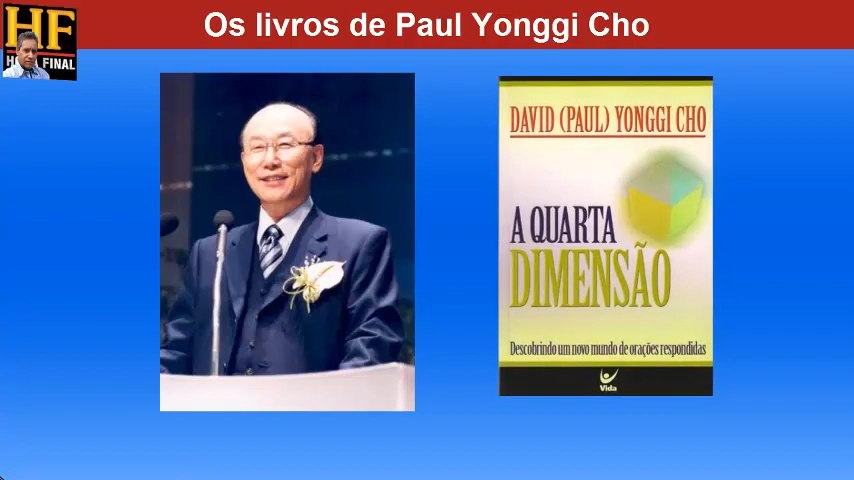 Os livros de Paul Yonggi Cho
HF
FINAL
DAVID (PAUL) YONGGI CHO
A QUARTA
DIMENSÃO
Descobrindo um novo mundo de orações respondidas
Vida